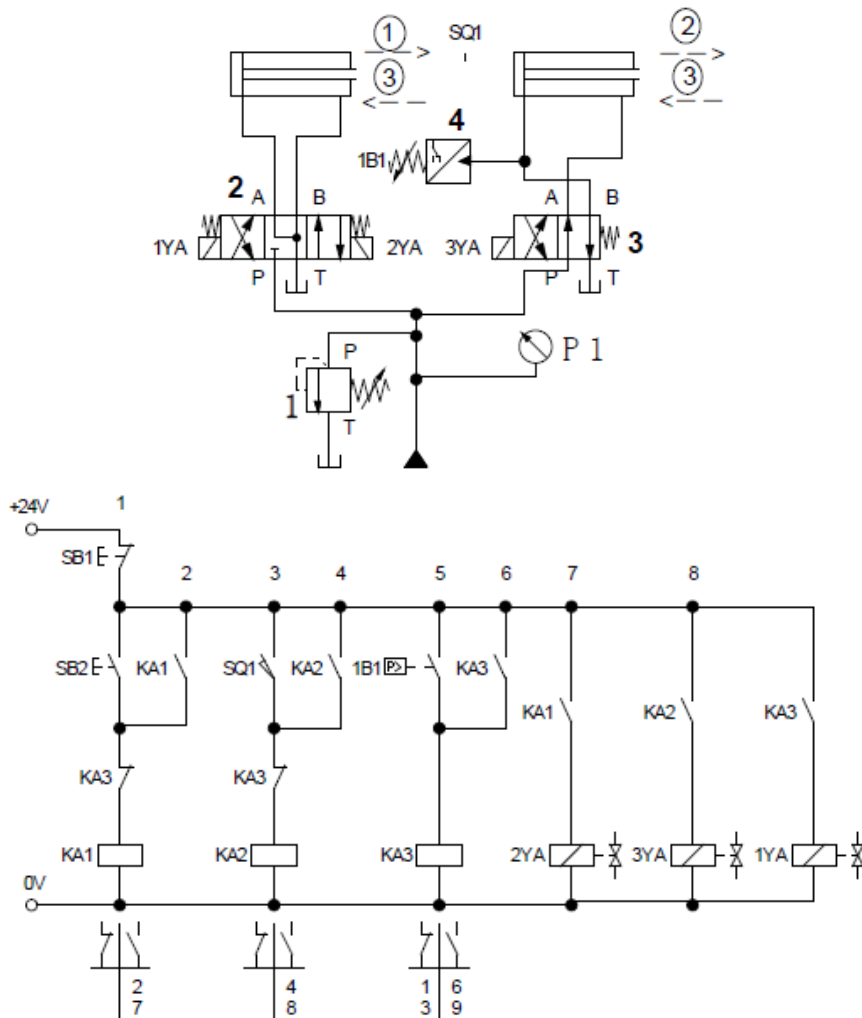 ① SQ1 ②
③ ③
4
1B1
2 A B A B
1YA 2YA 3YA 3
P T P T
P P 1
1
T
1
+24V
SB1
2 3 4 5 6 7 8
SB2 KA1 SQ1 KA2 1B1 P> KA3
KA1 KA2 KA3
KA3 KA3
KA1 KA2 KA3 2YA 3YA 1YA
0V
2 4 1 6
7 8 3 9